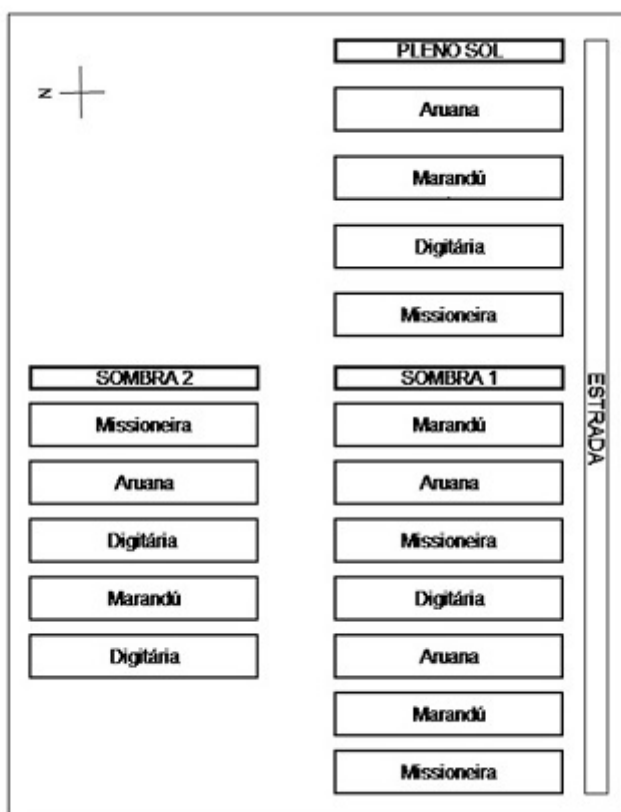 N
PLENO SOL
Aruana
Marandú
Digitária
Missioneira
SOMBRA 2
Missioneira
Aruana
Digitária
Marandú
Digitária
SOMBRA 1
Marandú
Aruana
Missioneira
Digitária
Aruana
Marandú
Missioneira
ESTRADA